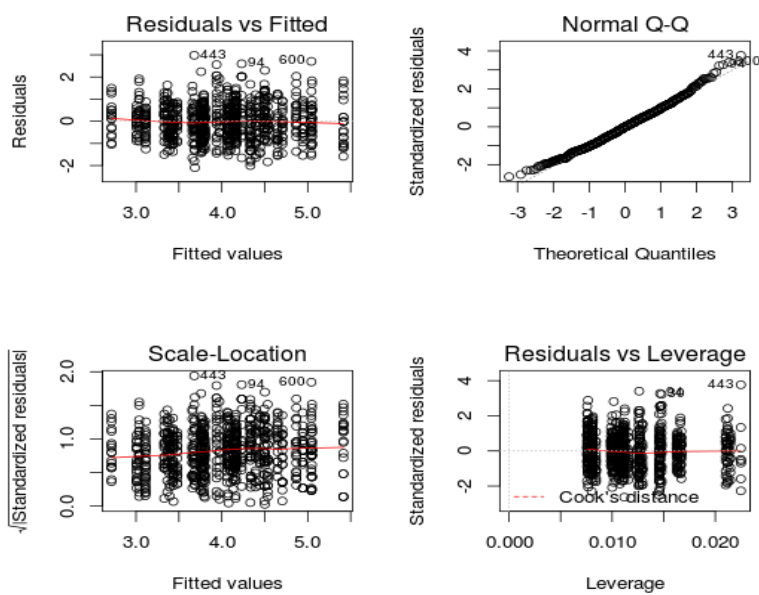 Residuals vs Fitted
Residuals
2
0
-2
443
94
600
3.0 4.0 5.0
Fitted values
Normal Q-Q
Standardized residuals
4
2
0
-2
443
-3 -2 -1 0 1 2 3
Theoretical Quantiles
Scale-Location
√|Standardized residuals|
2.0
1.0
0.0
443
94
600
3.0 4.0 5.0
Fitted values
Residuals vs Leverage
Standardized residuals
4
2
0
-2
443
Cook's distance
0.000 0.010 0.020
Leverage